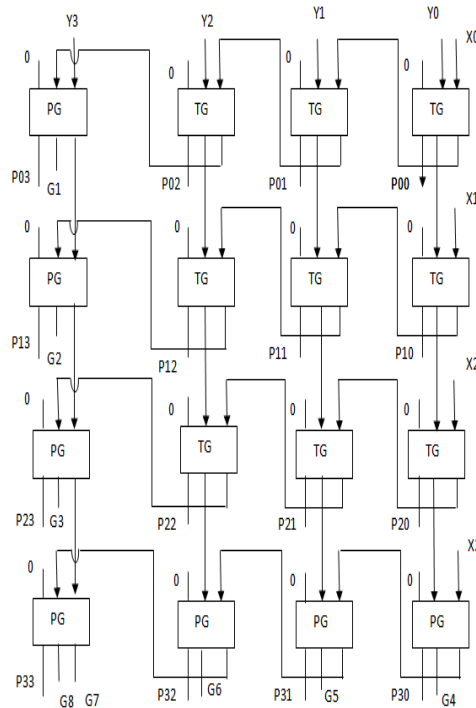 Y3 Y2 Y1 Y0
X0
0 0 0 0
PG TG TG TG
P03 G1 P02 P01 P00
X1
0 0 0 0
PG TG TG TG
P13 G2 P12 P11 P10
X2
0 0 0 0
PG TG TG TG
P23 G3 P22 P21 P20
0 0 0 0
PG PG PG PG
P33 G8 G7 P32 G6 P31 G5 P30 G4